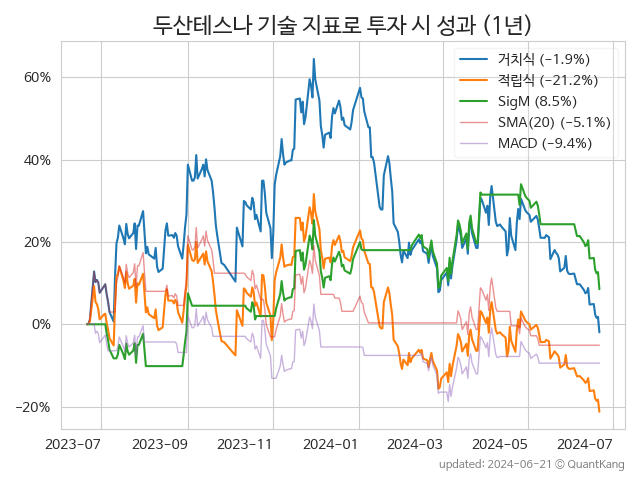 두산테스나 기술 지표로 투자 시 성과 (1년)
거치식 (−1.9%)
적립식 (−21.2%)
SigM (8.5%)
SMA(20) (−5.1%)
MACD (−9.4%)
60%
40%
20%
0%
−20%
2023-07 2023-09 2023-11 2024-01 2024-03 2024-05 2024-07
updated: 2024-06-21 © QuantKang